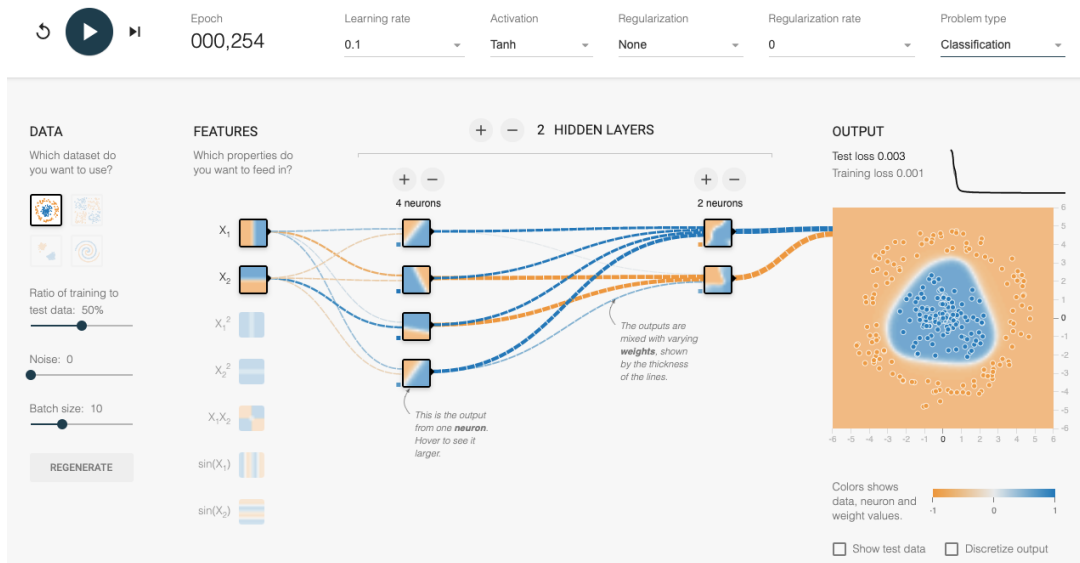 Epoch
000,254
Learning rate
0.1
Activation
Tanh
Regularization
None
Regularization rate
0
Problem type
Classification
DATA
Which dataset do
you want to use?
Ratio of training to
test data: 50%
Noise: 0
Batch size: 10
REGENERATE
FEATURES
Which properties do
you want to feed in?
X₁
X₂
X₁²
X₂²
X₁X₂
sin(X₁)
sin(X₂)
+ − 2 HIDDEN LAYERS
+ −
4 neurons
+ −
2 neurons
The outputs are
mixed with varying
weights, shown
by the thickness
of the lines.
This is the output
from one neuron.
Hover to see it
larger.
OUTPUT
Test loss 0.003
Training loss 0.001
6
5
4
3
2
1
0
-1
-2
-3
-4
-5
-6
-6 -5 -4 -3 -2 -1 0 1 2 3 4 5 6
Colors shows
data, neuron and
weight values.
-1 0 1
Show test data
Discretize output